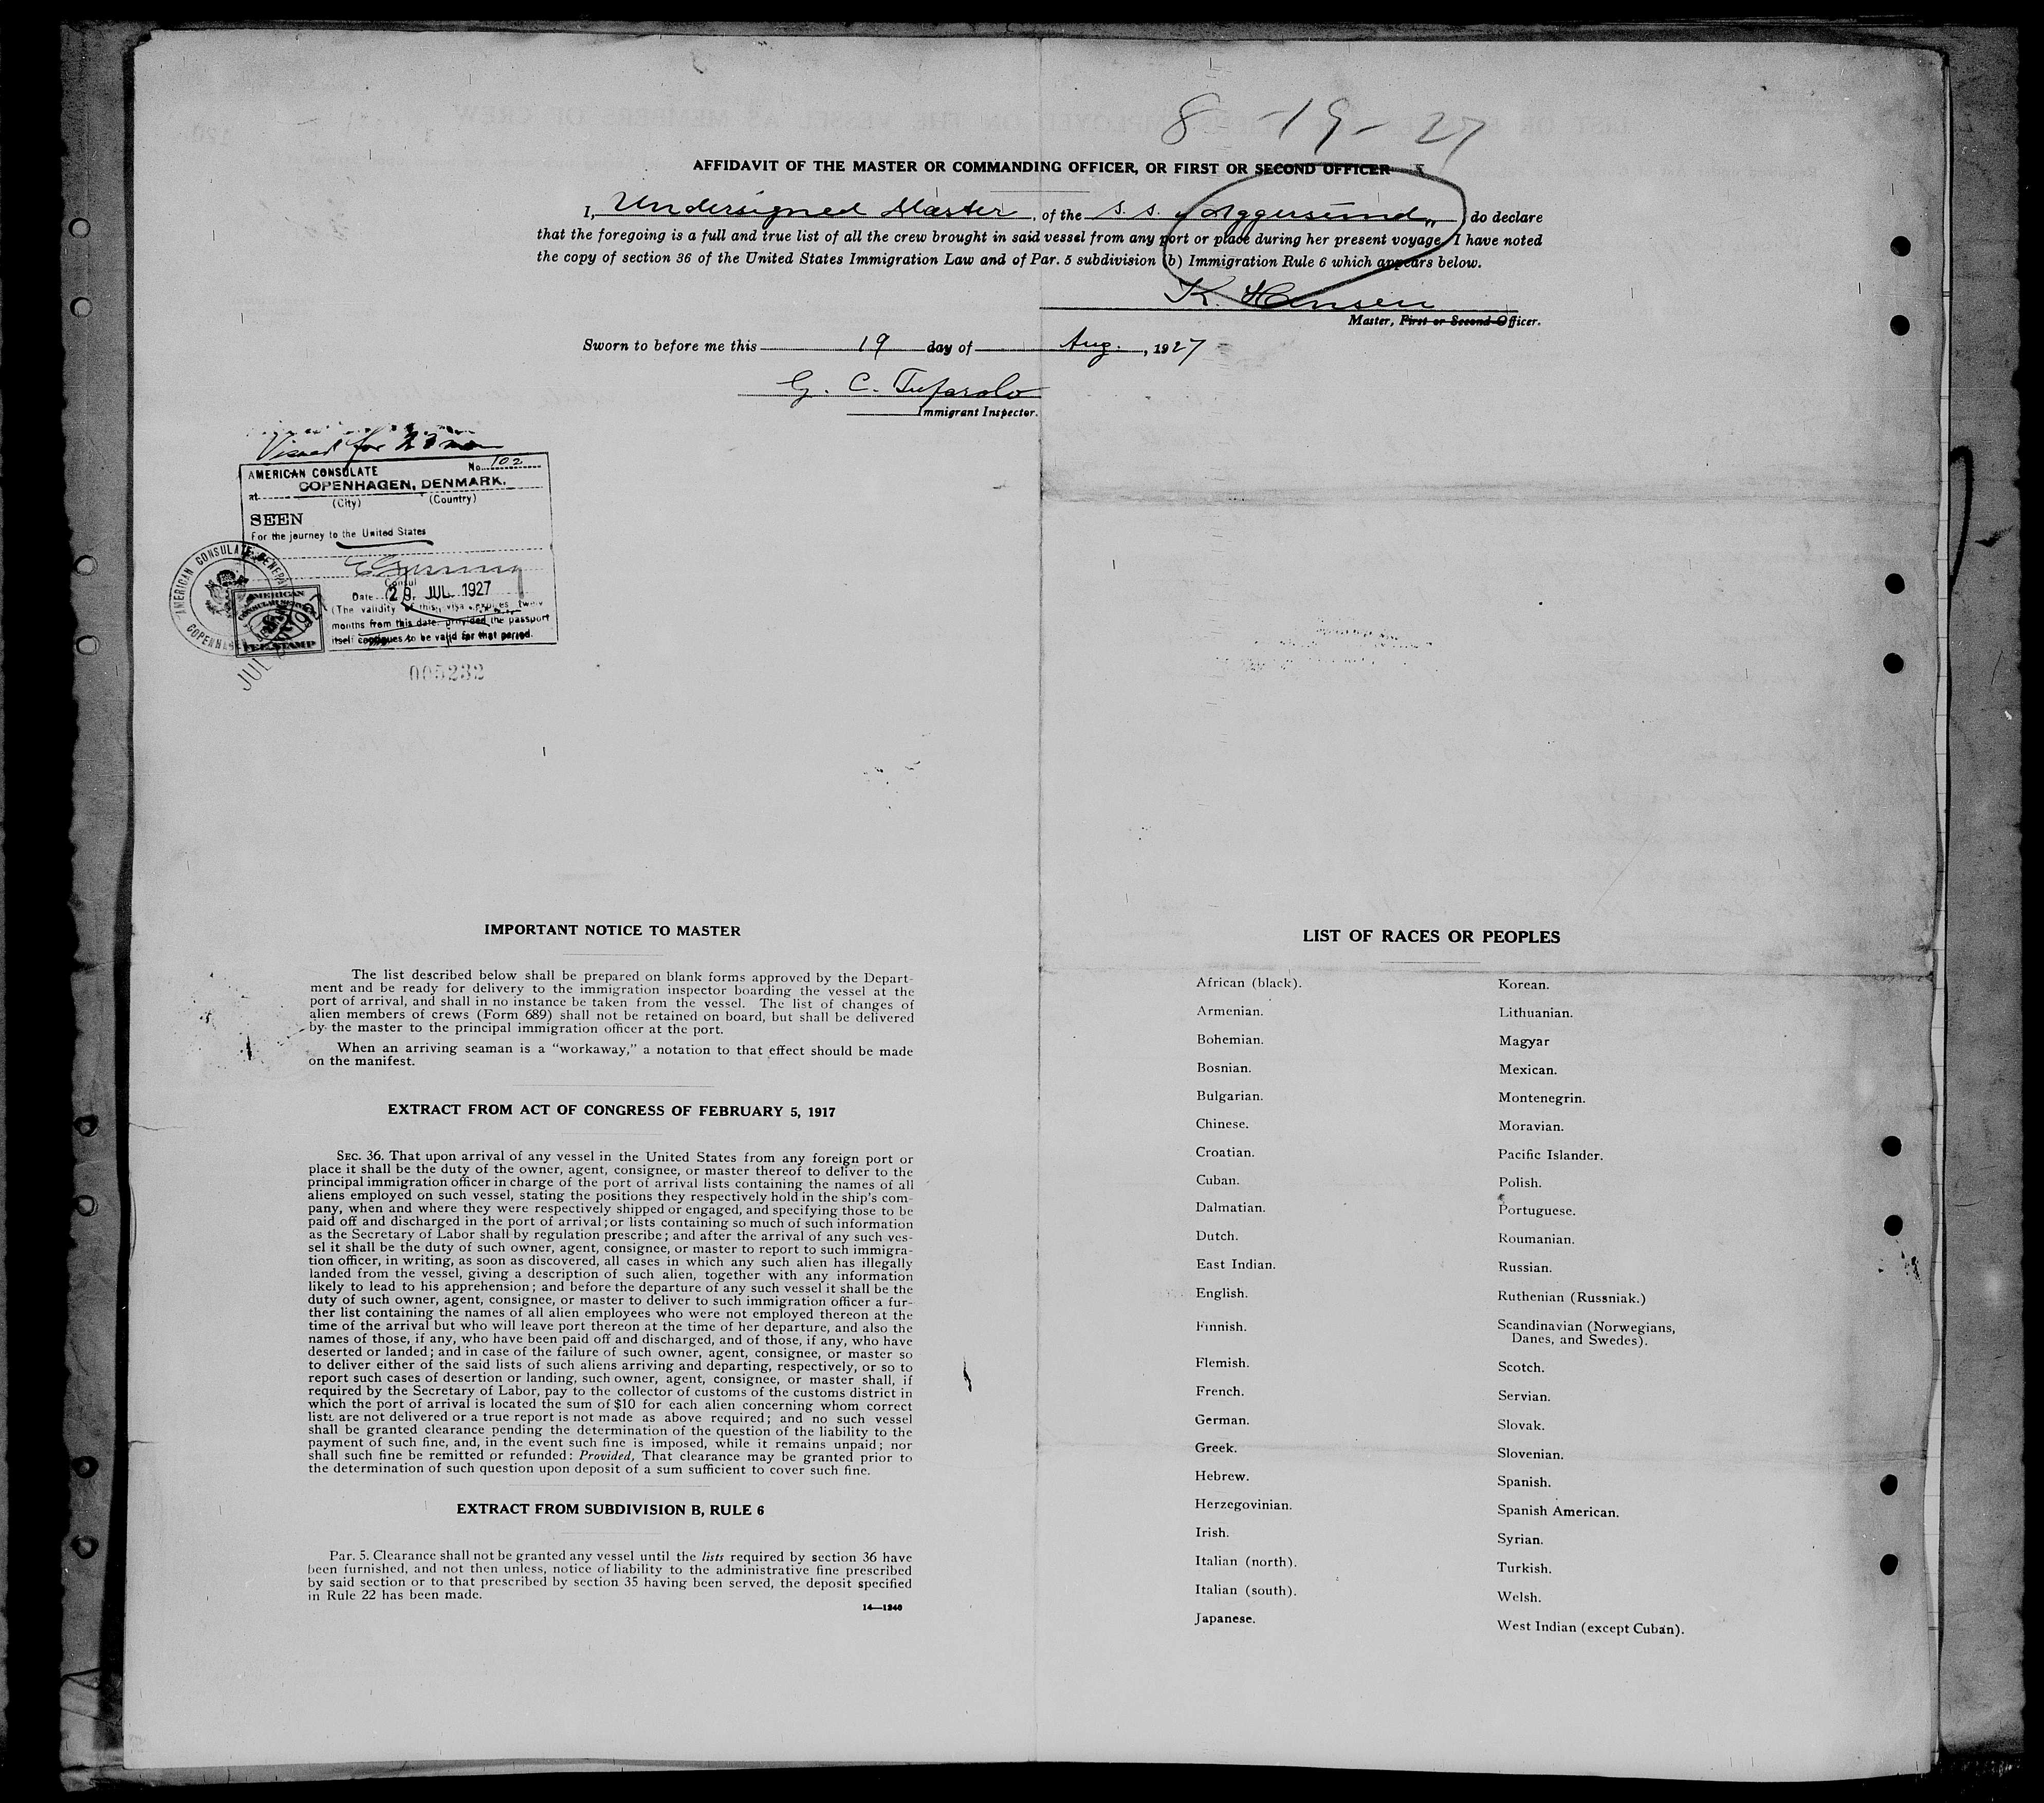 8-19-27
AFFIDAVIT OF THE MASTER OR COMMANDING OFFICER, OR FIRST OR SECOND OFFICER
I, Undersigned Master, of the S. S. „Aggersund" do declare
that the foregoing is a full and true list of all the crew brought in said vessel from any port or place during her present voyage. I have noted
the copy of section 36 of the United States Immigration Law and of Par. 5 subdivision (b) Immigration Rule 6 which appears below.
K. Hansen
Master, First or Second Officer.
Sworn to before me this 19 day of Aug., 1927
G. C. Tufarolo
Immigrant Inspector.
Visaed for
AMERICAN CONSULATE No. 102
at COPENHAGEN, DENMARK.
(City) (Country)
SEEN
For the journey to the United States
Consul
Date 29 JUL 1927
(The validity of this visa expires twelve
months from this date, provided the passport
itself continues to be valid for that period.
AMERICAN CONSULATE GENERAL
COPENHAGEN
AMERICAN
FEE STAMP
JUL
005232
IMPORTANT NOTICE TO MASTER
The list described below shall be prepared on blank forms approved by the Depart-
ment and be ready for delivery to the immigration inspector boarding the vessel at the
port of arrival, and shall in no instance be taken from the vessel. The list of changes of
alien members of crews (Form 689) shall not be retained on board, but shall be delivered
by the master to the principal immigration officer at the port.
When an arriving seaman is a "workaway," a notation to that effect should be made
on the manifest.
EXTRACT FROM ACT OF CONGRESS OF FEBRUARY 5, 1917
SEC. 36. That upon arrival of any vessel in the United States from any foreign port or
place it shall be the duty of the owner, agent, consignee, or master thereof to deliver to the
principal immigration officer in charge of the port of arrival lists containing the names of all
aliens employed on such vessel, stating the positions they respectively hold in the ship's com-
pany, when and where they were respectively shipped or engaged, and specifying those to be
paid off and discharged in the port of arrival; or lists containing so much of such information
as the Secretary of Labor shall by regulation prescribe; and after the arrival of any such ves-
sel it shall be the duty of such owner, agent, consignee, or master to report to such immigra-
tion officer, in writing, as soon as discovered, all cases in which any such alien has illegally
landed from the vessel, giving a description of such alien, together with any information
likely to lead to his apprehension; and before the departure of any such vessel it shall be the
duty of such owner, agent, consignee, or master to deliver to such immigration officer a fur-
ther list containing the names of all alien employees who were not employed thereon at the
time of the arrival but who will leave port thereon at the time of her departure, and also the
names of those, if any, who have been paid off and discharged, and of those, if any, who have
deserted or landed; and in case of the failure of such owner, agent, consignee, or master so
to deliver either of the said lists of such aliens arriving and departing, respectively, or so to
report such cases of desertion or landing, such owner, agent, consignee, or master shall, if
required by the Secretary of Labor, pay to the collector of customs of the customs district in
which the port of arrival is located the sum of $10 for each alien concerning whom correct
lists are not delivered or a true report is not made as above required; and no such vessel
shall be granted clearance pending the determination of the question of the liability to the
payment of such fine, and, in the event such fine is imposed, while it remains unpaid; nor
shall such fine be remitted or refunded: Provided, That clearance may be granted prior to
the determination of such question upon deposit of a sum sufficient to cover such fine.
EXTRACT FROM SUBDIVISION B, RULE 6
Par. 5. Clearance shall not be granted any vessel until the lists required by section 36 have
been furnished, and not then unless, notice of liability to the administrative fine prescribed
by said section or to that prescribed by section 35 having been served, the deposit specified
in Rule 22 has been made.
14—1240
LIST OF RACES OR PEOPLES
African (black).
Armenian.
Bohemian.
Bosnian.
Bulgarian.
Chinese.
Croatian.
Cuban.
Dalmatian.
Dutch.
East Indian.
English.
Finnish.
Flemish.
French.
German.
Greek.
Hebrew.
Herzegovinian.
Irish.
Italian (north).
Italian (south).
Japanese.
Korean.
Lithuanian.
Magyar
Mexican.
Montenegrin.
Moravian.
Pacific Islander.
Polish.
Portuguese.
Roumanian.
Russian.
Ruthenian (Russniak.)
Scandinavian (Norwegians,
Danes, and Swedes).
Scotch.
Servian.
Slovak.
Slovenian.
Spanish.
Spanish American.
Syrian.
Turkish.
Welsh.
West Indian (except Cuban).